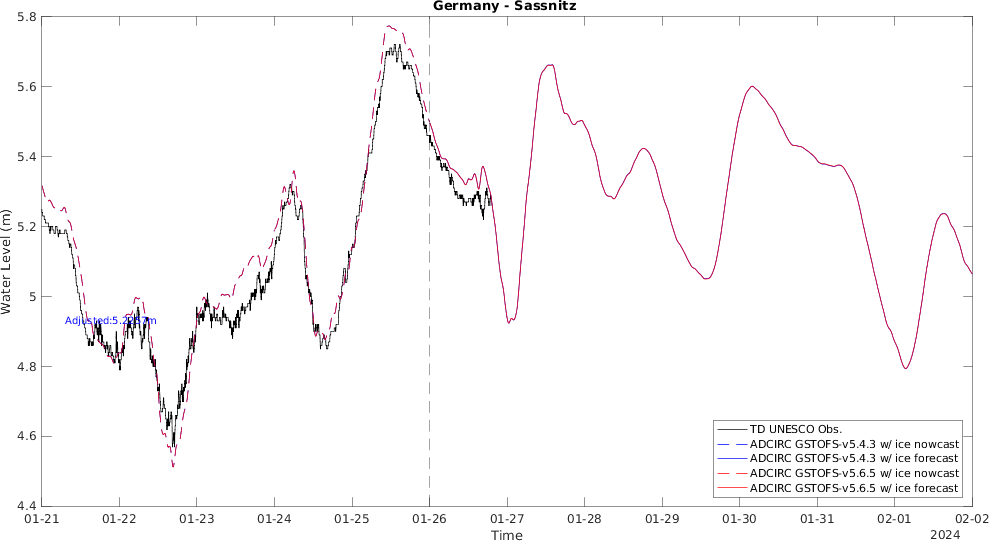 Germany - Sassnitz
Water Level (m)
5.8
5.6
5.4
5.2
5
4.8
4.6
4.4
Adjusted:5.2257m
TD UNESCO Obs.
ADCIRC GSTOFS-v5.4.3 w/ ice nowcast
ADCIRC GSTOFS-v5.4.3 w/ ice forecast
ADCIRC GSTOFS-v5.6.5 w/ ice nowcast
ADCIRC GSTOFS-v5.6.5 w/ ice forecast
01-21 01-22 01-23 01-24 01-25 01-26 01-27 01-28 01-29 01-30 01-31 02-01 02-02
Time
2024